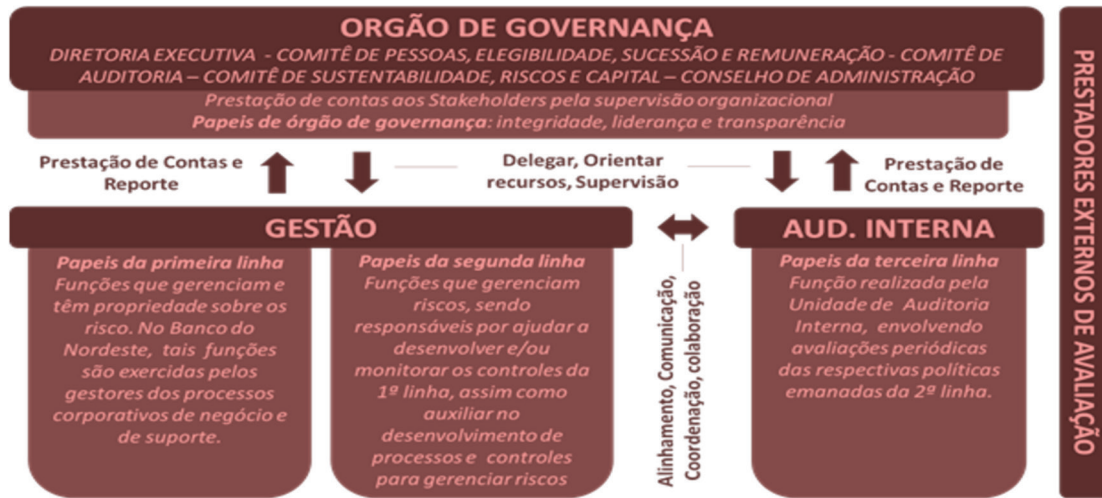 ORGÃO DE GOVERNANÇA
DIRETORIA EXECUTIVA - COMITÊ DE PESSOAS, ELEGIBILIDADE, SUCESSÃO E REMUNERAÇÃO - COMITÊ DE
AUDITORIA – COMITÊ DE SUSTENTABILIDADE, RISCOS E CAPITAL – CONSELHO DE ADMINISTRAÇÃO
Prestação de contas aos Stakeholders pela supervisão organizacional
Papeis de órgão de governança: integridade, liderança e transparência
Prestação de Contas e
Reporte
Delegar, Orientar
recursos, Supervisão
Prestação de
Contas e Reporte
GESTÃO
Papeis da primeira linha
Funções que gerenciam e
têm propriedade sobre os
risco. No Banco do
Nordeste, tais funções
são exercidas pelos
gestores dos processos
corporativos de negócio e
de suporte.
Papeis da segunda linha
Funções que gerenciam
riscos, sendo
responsáveis por ajudar a
desenvolver e/ou
monitorar os controles da
1ª linha, assim como
auxiliar no
desenvolvimento de
processos e controles
para gerenciar riscos
Alinhamento, Comunicação,
Coordenação, colaboração
AUD. INTERNA
Papeis da terceira linha
Função realizada pela
Unidade de Auditoria
Interna, envolvendo
avaliações periódicas
das respectivas políticas
emanadas da 2ª linha.
PRESTADORES EXTERNOS DE AVALIAÇÃO